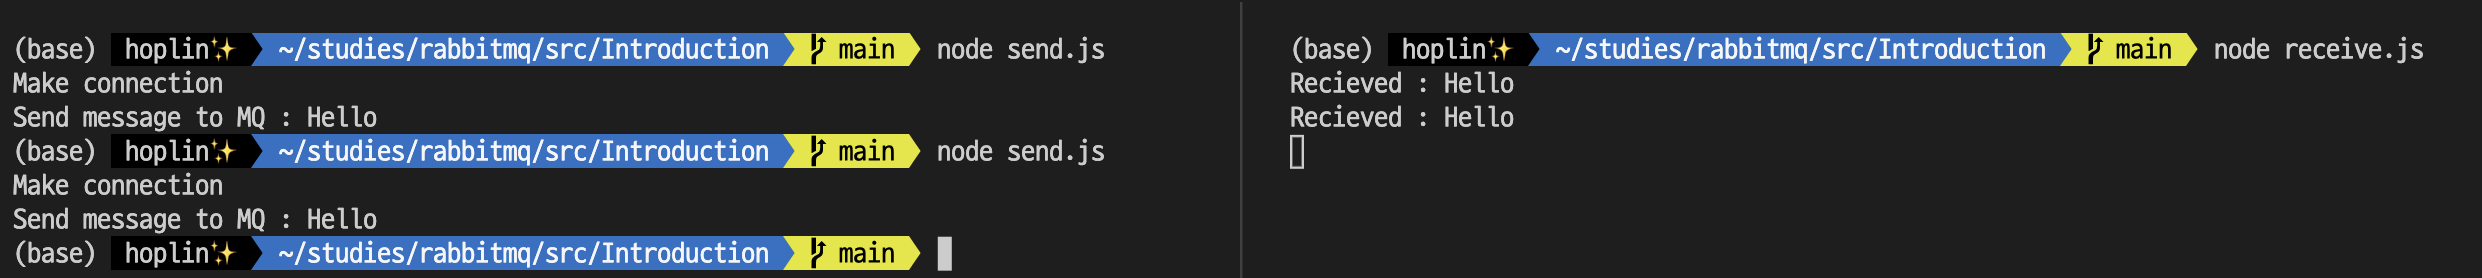 (base) hoplin✨ ~/studies/rabbitmq/src/Introduction main node send.js
Make connection
Send message to MQ : Hello
(base) hoplin✨ ~/studies/rabbitmq/src/Introduction main node send.js
Make connection
Send message to MQ : Hello
(base) hoplin✨ ~/studies/rabbitmq/src/Introduction main
(base) hoplin✨ ~/studies/rabbitmq/src/Introduction main node receive.js
Recieved : Hello
Recieved : Hello